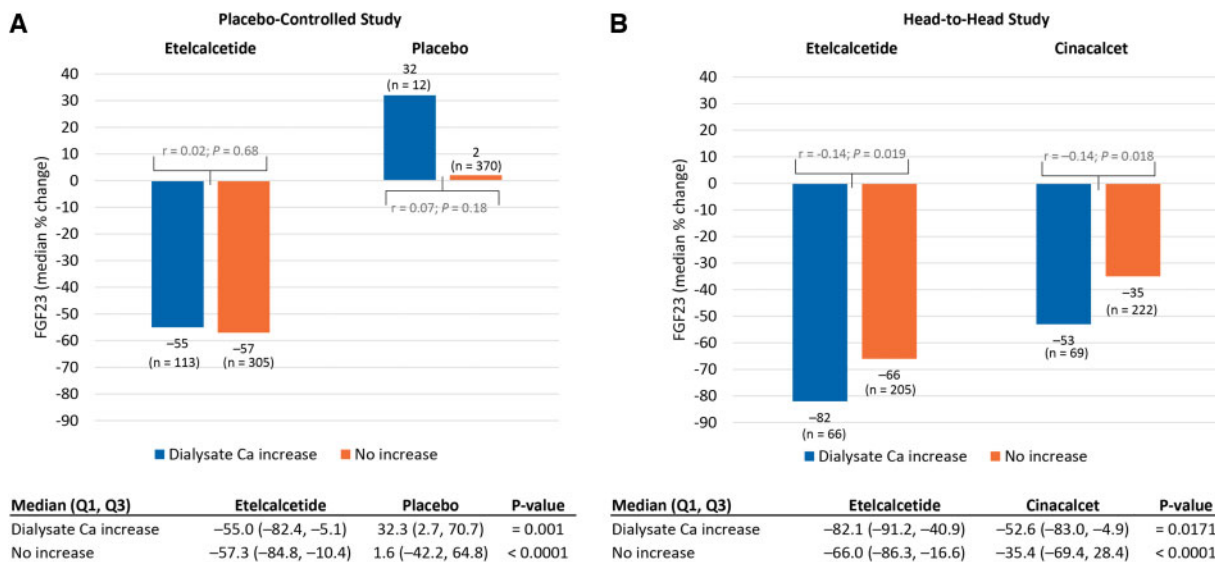 A
Placebo-Controlled Study
Etelcalcetide Placebo
FGF23 (median % change)
40
30
20
10
0
-10
-20
-30
-40
-50
-60
-70
-80
-90
32
(n = 12)
2
(n = 370)
r = 0.02; P = 0.68
r = 0.07; P = 0.18
−55
(n = 113)
−57
(n = 305)
Dialysate Ca increase No increase
Median (Q1, Q3) Etelcalcetide Placebo P-value
Dialysate Ca increase −55.0 (−82.4, −5.1) 32.3 (2.7, 70.7) = 0.001
No increase −57.3 (−84.8, −10.4) 1.6 (−42.2, 64.8) < 0.0001
B
Head-to-Head Study
Etelcalcetide Cinacalcet
FGF23 (median % change)
40
30
20
10
0
-10
-20
-30
-40
-50
-60
-70
-80
-90
r = -0.14; P = 0.019
r = −0.14; P = 0.018
−82
(n = 66)
−66
(n = 205)
−53
(n = 69)
−35
(n = 222)
Dialysate Ca increase No increase
Median (Q1, Q3) Etelcalcetide Cinacalcet P-value
Dialysate Ca increase −82.1 (−91.2, −40.9) −52.6 (−83.0, −4.9) = 0.0171
No increase −66.0 (−86.3, −16.6) −35.4 (−69.4, 28.4) < 0.0001